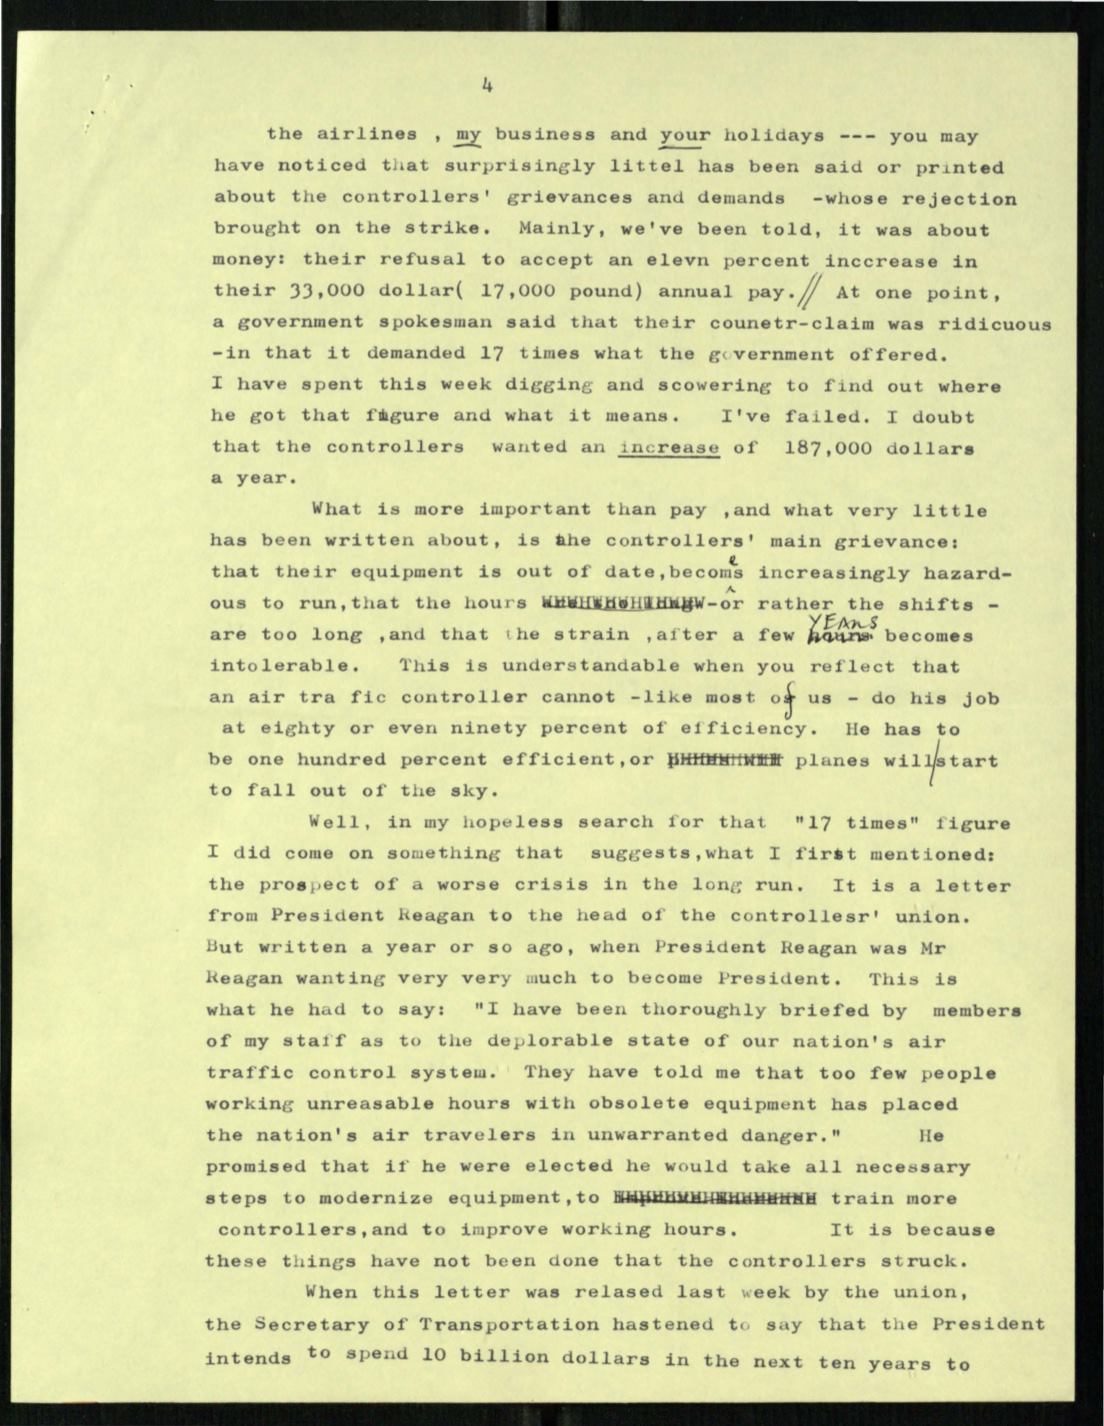 4
the airlines , my business and your holidays --- you may
have noticed that surprisingly littel has been said or printed
about the controllers' grievances and demands -whose rejection
brought on the strike. Mainly, we've been told, it was about
money: their refusal to accept an elevn percent inccrease in
their 33,000 dollar( 17,000 pound) annual pay.// At one point,
a government spokesman said that their counetr-claim was ridicuous
-in that it demanded 17 times what the government offered.
I have spent this week digging and scowering to find out where
he got that figure and what it means. I've failed. I doubt
that the controllers wanted an increase of 187,000 dollars
a year.
What is more important than pay ,and what very little
has been written about, is the controllers' main grievance:
that their equipment is out of date,becomes increasingly hazard-
ous to run,that the hours -or rather the shifts -
are too long ,and that the strain ,after a few YEARS becomes
intolerable. This is understandable when you reflect that
an air tra fic controller cannot -like most of us - do his job
at eighty or even ninety percent of efficiency. He has to
be one hundred percent efficient,or planes will/start
to fall out of the sky.
Well, in my hopeless search for that "17 times" figure
I did come on something that suggests,what I first mentioned:
the prospect of a worse crisis in the long run. It is a letter
from President Reagan to the head of the controllesr' union.
But written a year or so ago, when President Reagan was Mr
Reagan wanting very very much to become President. This is
what he had to say: "I have been thoroughly briefed by members
of my staff as to the deplorable state of our nation's air
traffic control system. They have told me that too few people
working unreasable hours with obsolete equipment has placed
the nation's air travelers in unwarranted danger." He
promised that if he were elected he would take all necessary
steps to modernize equipment,to train more
controllers,and to improve working hours. It is because
these things have not been done that the controllers struck.
When this letter was relased last week by the union,
the Secretary of Transportation hastened to say that the President
intends to spend 10 billion dollars in the next ten years to